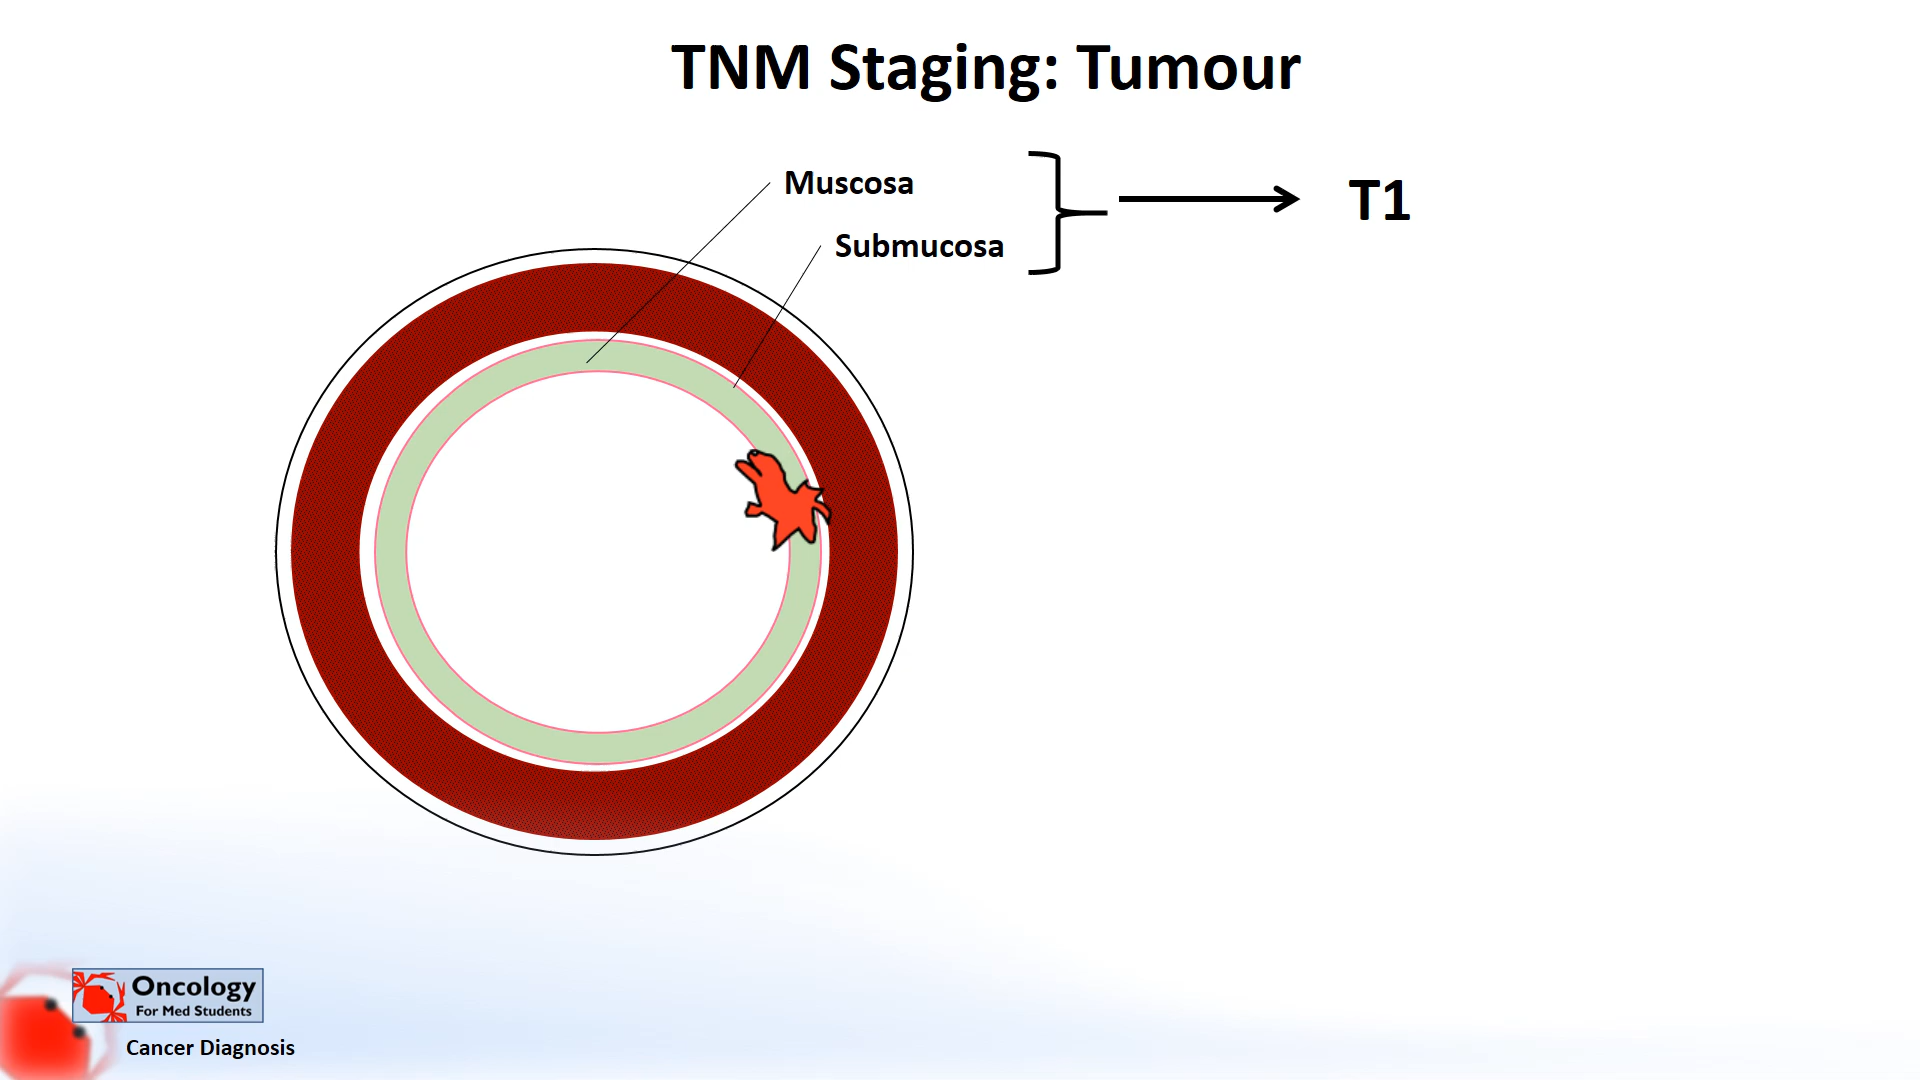 TNM Staging: Tumour
Muscosa
Submucosa
T1
Oncology
For Med Students
Cancer Diagnosis